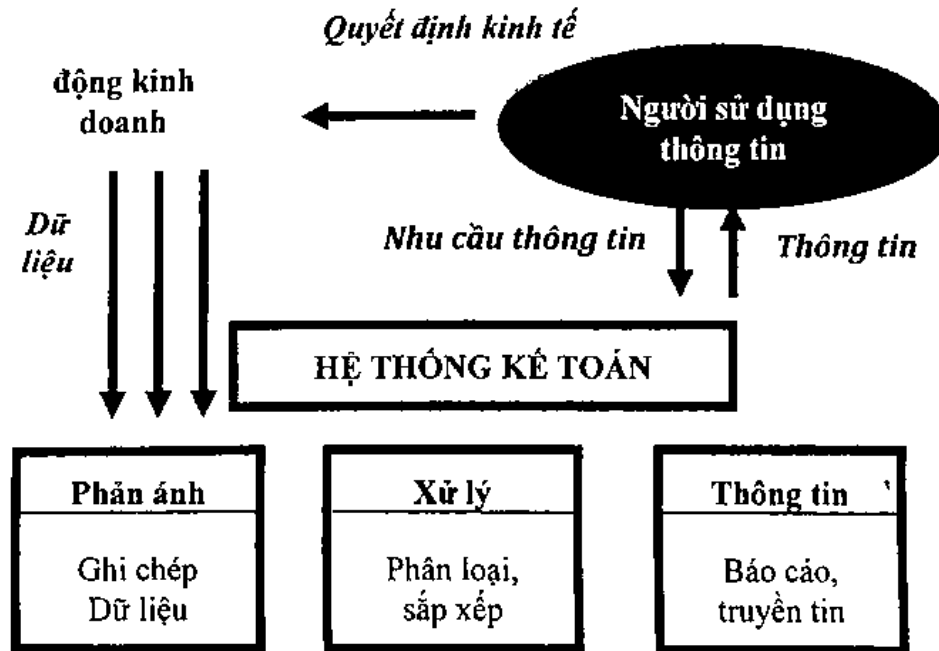 Quyết định kinh tế
động kinh
doanh
Người sử dụng
thông tin
Dữ
liệu
Nhu cầu thông tin
Thông tin
HỆ THỐNG KẾ TOÁN
Phản ánh
Ghi chép
Dữ liệu
Xử lý
Phân loại,
sắp xếp
Thông tin
Báo cáo,
truyền tin